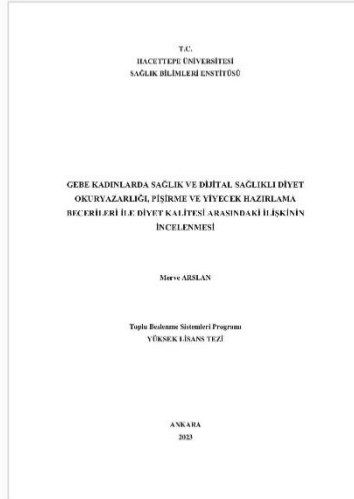 T.C.
HACETTEPE ÜNİVERSİTESİ
SAĞLIK BİLİMLERİ ENSTİTÜSÜ
GEBE KADINLARDA SAĞLIK VE DİJİTAL SAĞLIKLI DİYET
OKURYAZARLIĞI, PİŞİRME VE YİYECEK HAZIRLAMA
BECERİLERİ İLE DİYET KALİTESİ ARASINDAKİ İLİŞKİNİN
İNCELENMESİ
Merve ARSLAN
Toplu Beslenme Sistemleri Programı
YÜKSEK LİSANS TEZİ
ANKARA
2023